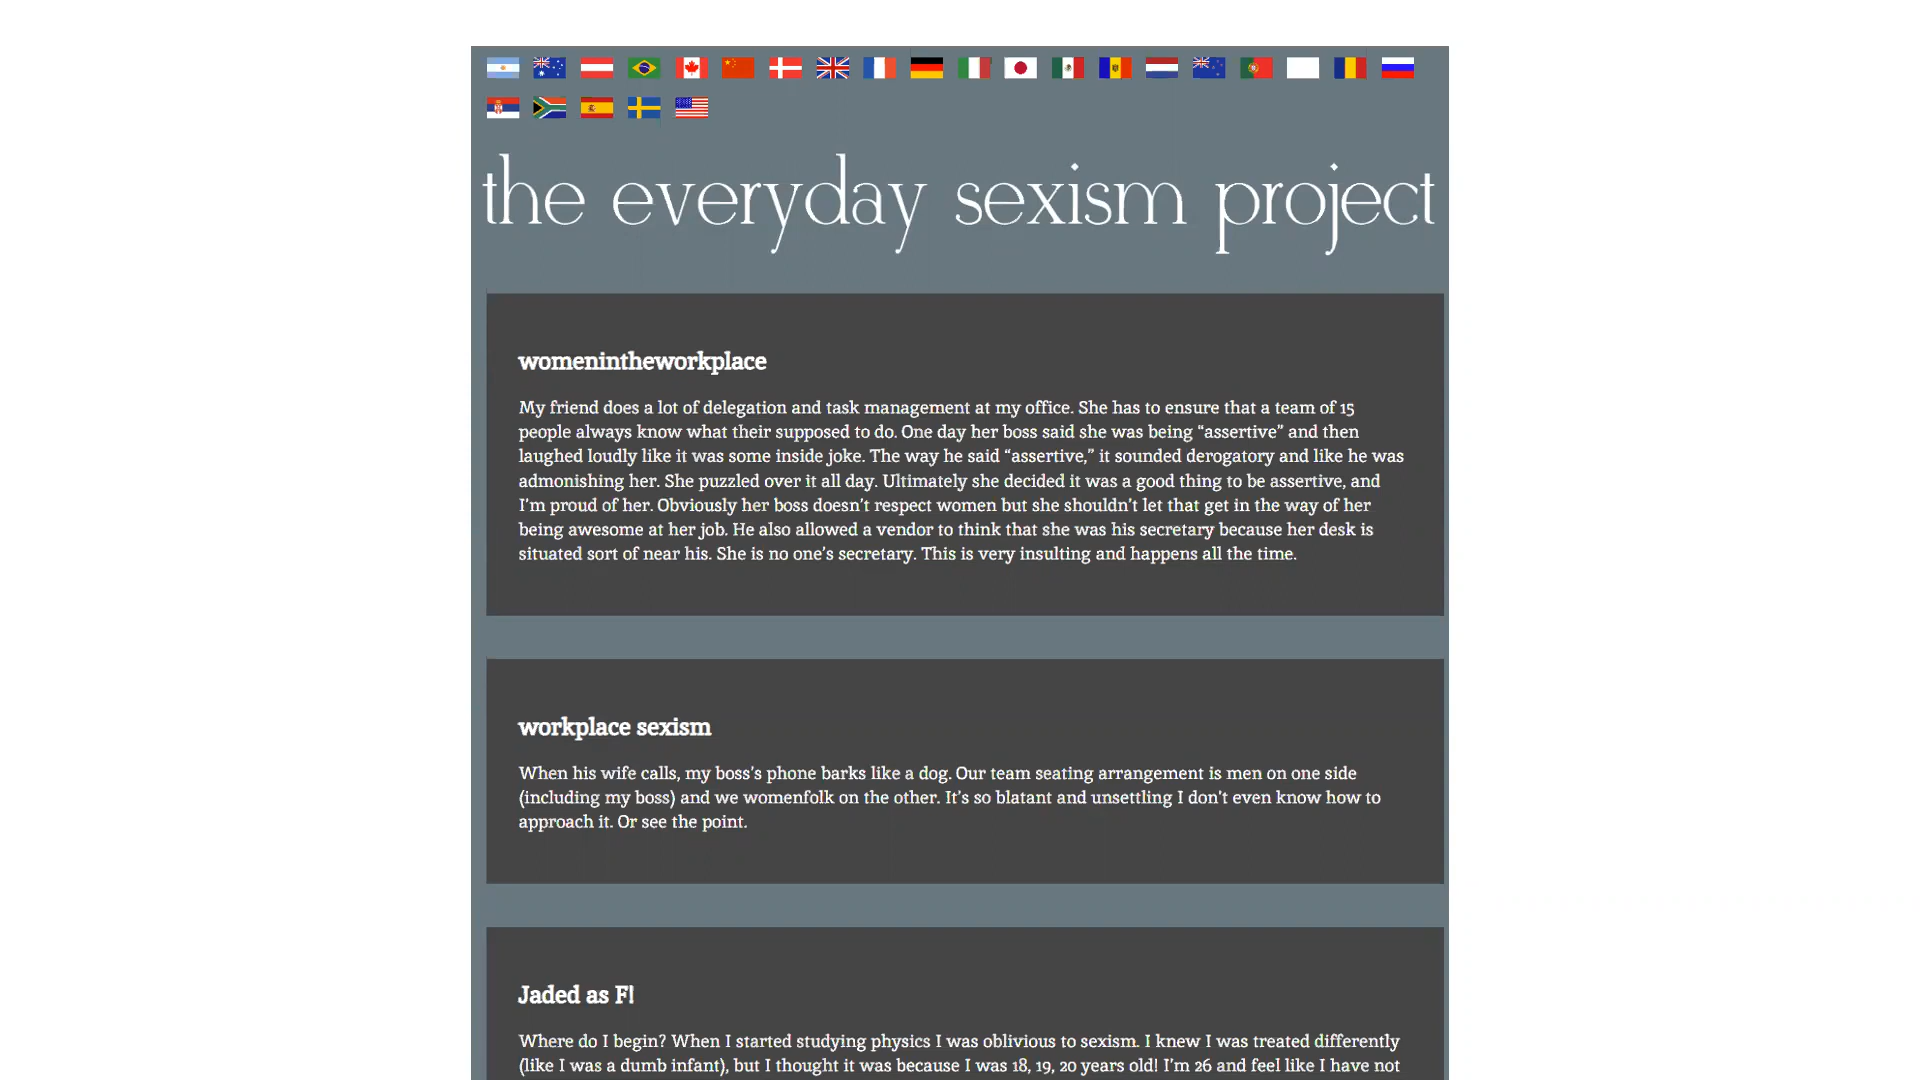 the everyday sexism project
womenintheworkplace
My friend does a lot of delegation and task management at my office. She has to ensure that a team of 15
people always know what their supposed to do. One day her boss said she was being “assertive” and then
laughed loudly like it was some inside joke. The way he said “assertive,” it sounded derogatory and like he was
admonishing her. She puzzled over it all day. Ultimately she decided it was a good thing to be assertive, and
I’m proud of her. Obviously her boss doesn’t respect women but she shouldn’t let that get in the way of her
being awesome at her job. He also allowed a vendor to think that she was his secretary because her desk is
situated sort of near his. She is no one’s secretary. This is very insulting and happens all the time.
workplace sexism
When his wife calls, my boss’s phone barks like a dog. Our team seating arrangement is men on one side
(including my boss) and we womenfolk on the other. It’s so blatant and unsettling I don’t even know how to
approach it. Or see the point.
Jaded as F!
Where do I begin? When I started studying physics I was oblivious to sexism. I knew I was treated differently
(like I was a dumb infant), but I thought it was because I was 18, 19, 20 years old! I’m 26 and feel like I have not